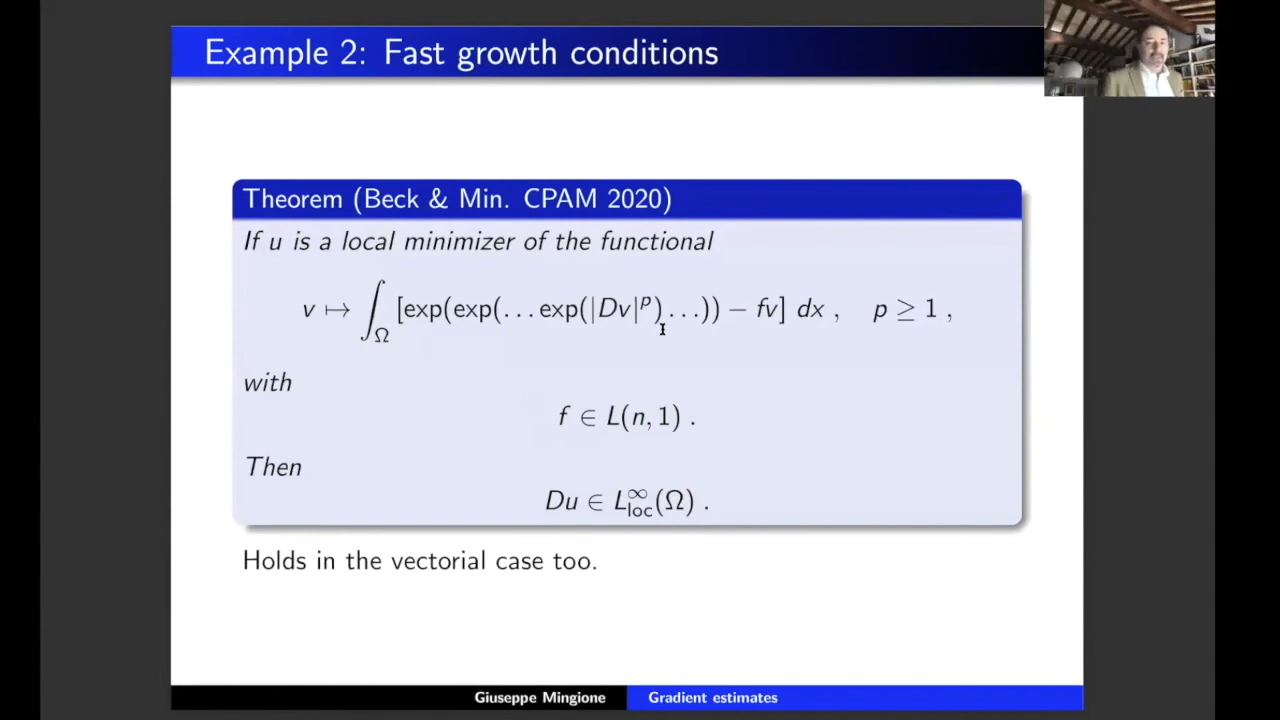 Example 2: Fast growth conditions
Theorem (Beck & Min. CPAM 2020)
If u is a local minimizer of the functional
v ↦ ∫_Ω [exp(exp(…exp(|Dv|^p)…)) − fv] dx , p ≥ 1 ,
with
f ∈ L(n, 1) .
Then
Du ∈ L^∞_loc(Ω) .
Holds in the vectorial case too.
Giuseppe Mingione Gradient estimates